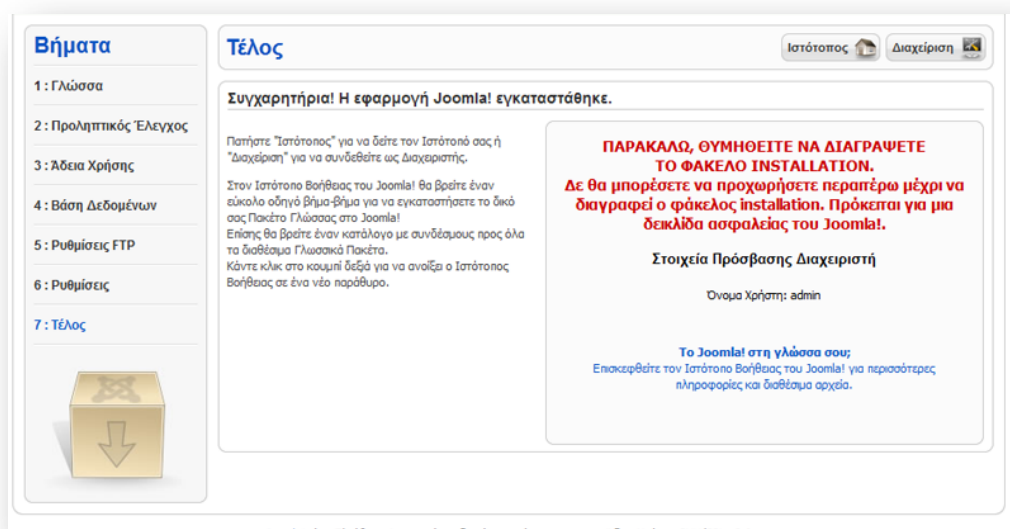 Βήματα
1 : Γλώσσα
2 : Προληπτικός Έλεγχος
3 : Άδεια Χρήσης
4 : Βάση Δεδομένων
5 : Ρυθμίσεις FTP
6 : Ρυθμίσεις
7 : Τέλος
Τέλος
Ιστότοπος
Διαχείριση
Συγχαρητήρια! Η εφαρμογή Joomla! εγκαταστάθηκε.
Πατήστε "Ιστότοπος" για να δείτε τον Ιστότοπό σας ή
"Διαχείριση" για να συνδεθείτε ως Διαχειριστής.
Στον Ιστότοπο Βοήθειας του Joomla! θα βρείτε έναν
εύκολο οδηγό βήμα-βήμα για να εγκαταστήσετε το δικό
σας Πακέτο Γλώσσας στο Joomla!
Επίσης θα βρείτε έναν κατάλογο με συνδέσμους προς όλα
τα διαθέσιμα Γλωσσικά Πακέτα.
Κάντε κλικ στο κουμπί δεξιά για να ανοίξει ο Ιστότοπος
Βοήθειας σε ένα νέο παράθυρο.
ΠΑΡΑΚΑΛΩ, ΘΥΜΗΘΕΙΤΕ ΝΑ ΔΙΑΓΡΑΨΕΤΕ
ΤΟ ΦΑΚΕΛΟ INSTALLATION.
Δε θα μπορέσετε να προχωρήσετε περαιτέρω μέχρι να
διαγραφεί ο φάκελος installation. Πρόκειται για μια
δεικλίδα ασφαλείας του Joomla!.
Στοιχεία Πρόσβασης Διαχειριστή
Όνομα Χρήστη: admin
Το Joomla! στη γλώσσα σου;
Επισκεφθείτε τον Ιστότοπο Βοήθειας του Joomla! για περισσότερες
πληροφορίες και διαθέσιμα αρχεία.